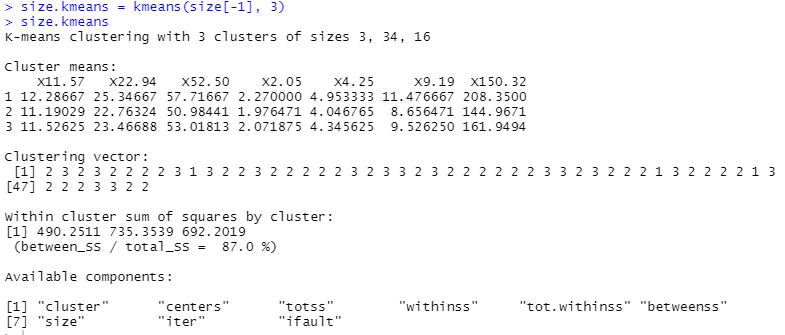 > size.kmeans = kmeans(size[-1], 3)
> size.kmeans
K-means clustering with 3 clusters of sizes 3, 34, 16
Cluster means:
X11.57 X22.94 X52.50 X2.05 X4.25 X9.19 X150.32
1 12.28667 25.34667 57.71667 2.270000 4.953333 11.476667 208.3500
2 11.19029 22.76324 50.98441 1.976471 4.046765 8.656471 144.9671
3 11.52625 23.46688 53.01813 2.071875 4.345625 9.526250 161.9494
Clustering vector:
[1] 2 3 2 3 2 2 2 2 3 1 3 2 2 3 2 2 2 2 2 3 2 3 3 2 3 2 2 2 2 2 2 3 3 2 3 2 2 2 1 3 2 2 2 2 1 3
[47] 2 2 2 3 3 2 2
Within cluster sum of squares by cluster:
[1] 490.2511 735.3539 692.2019
(between_SS / total_SS = 87.0 %)
Available components:
[1] "cluster" "centers" "totss" "withinss" "tot.withinss" "betweenss"
[7] "size" "iter" "ifault"